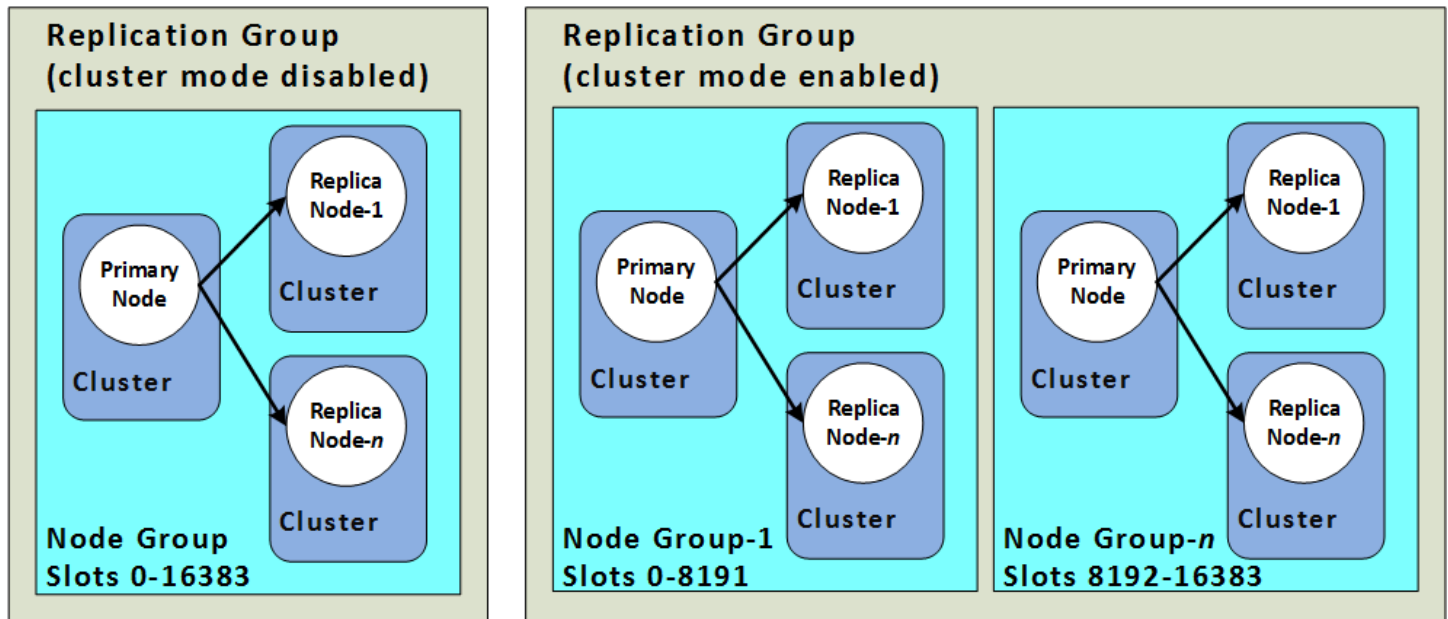 Replication Group
(cluster mode disabled)
Replica
Node-1
Cluster
Primary
Node
Cluster
Replica
Node-n
Cluster
Node Group
Slots 0-16383
Replication Group
(cluster mode enabled)
Replica
Node-1
Cluster
Primary
Node
Cluster
Replica
Node-n
Cluster
Node Group-1
Slots 0-8191
Replica
Node-1
Cluster
Primary
Node
Cluster
Replica
Node-n
Cluster
Node Group-n
Slots 8192-16383